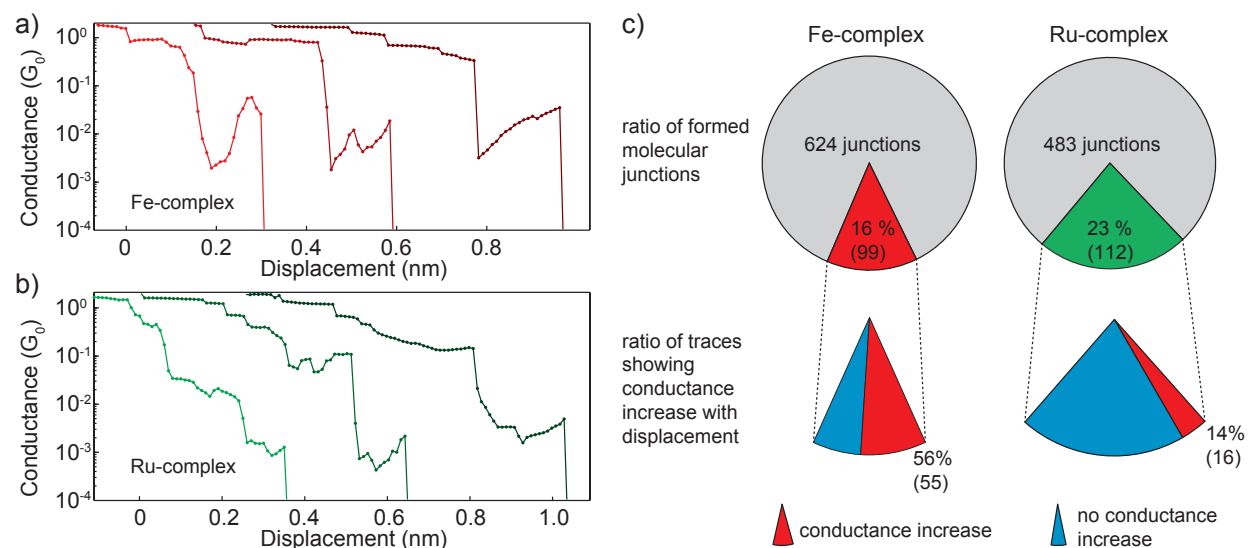 a)
Conductance (G0)
10^0
10^-1
10^-2
10^-3
10^-4
Fe-complex
0
0.2
0.4
0.6
0.8
Displacement (nm)
b)
Conductance (G0)
10^0
10^-1
10^-2
10^-3
10^-4
Ru-complex
0
0.2
0.4
0.6
0.8
1.0
Displacement (nm)
c)
Fe-complex
Ru-complex
ratio of formed
molecular
junctions
624 junctions
16 %
(99)
483 junctions
23 %
(112)
ratio of traces
showing
conductance
increase with
displacement
56%
(55)
14%
(16)
conductance increase
no conductance
increase